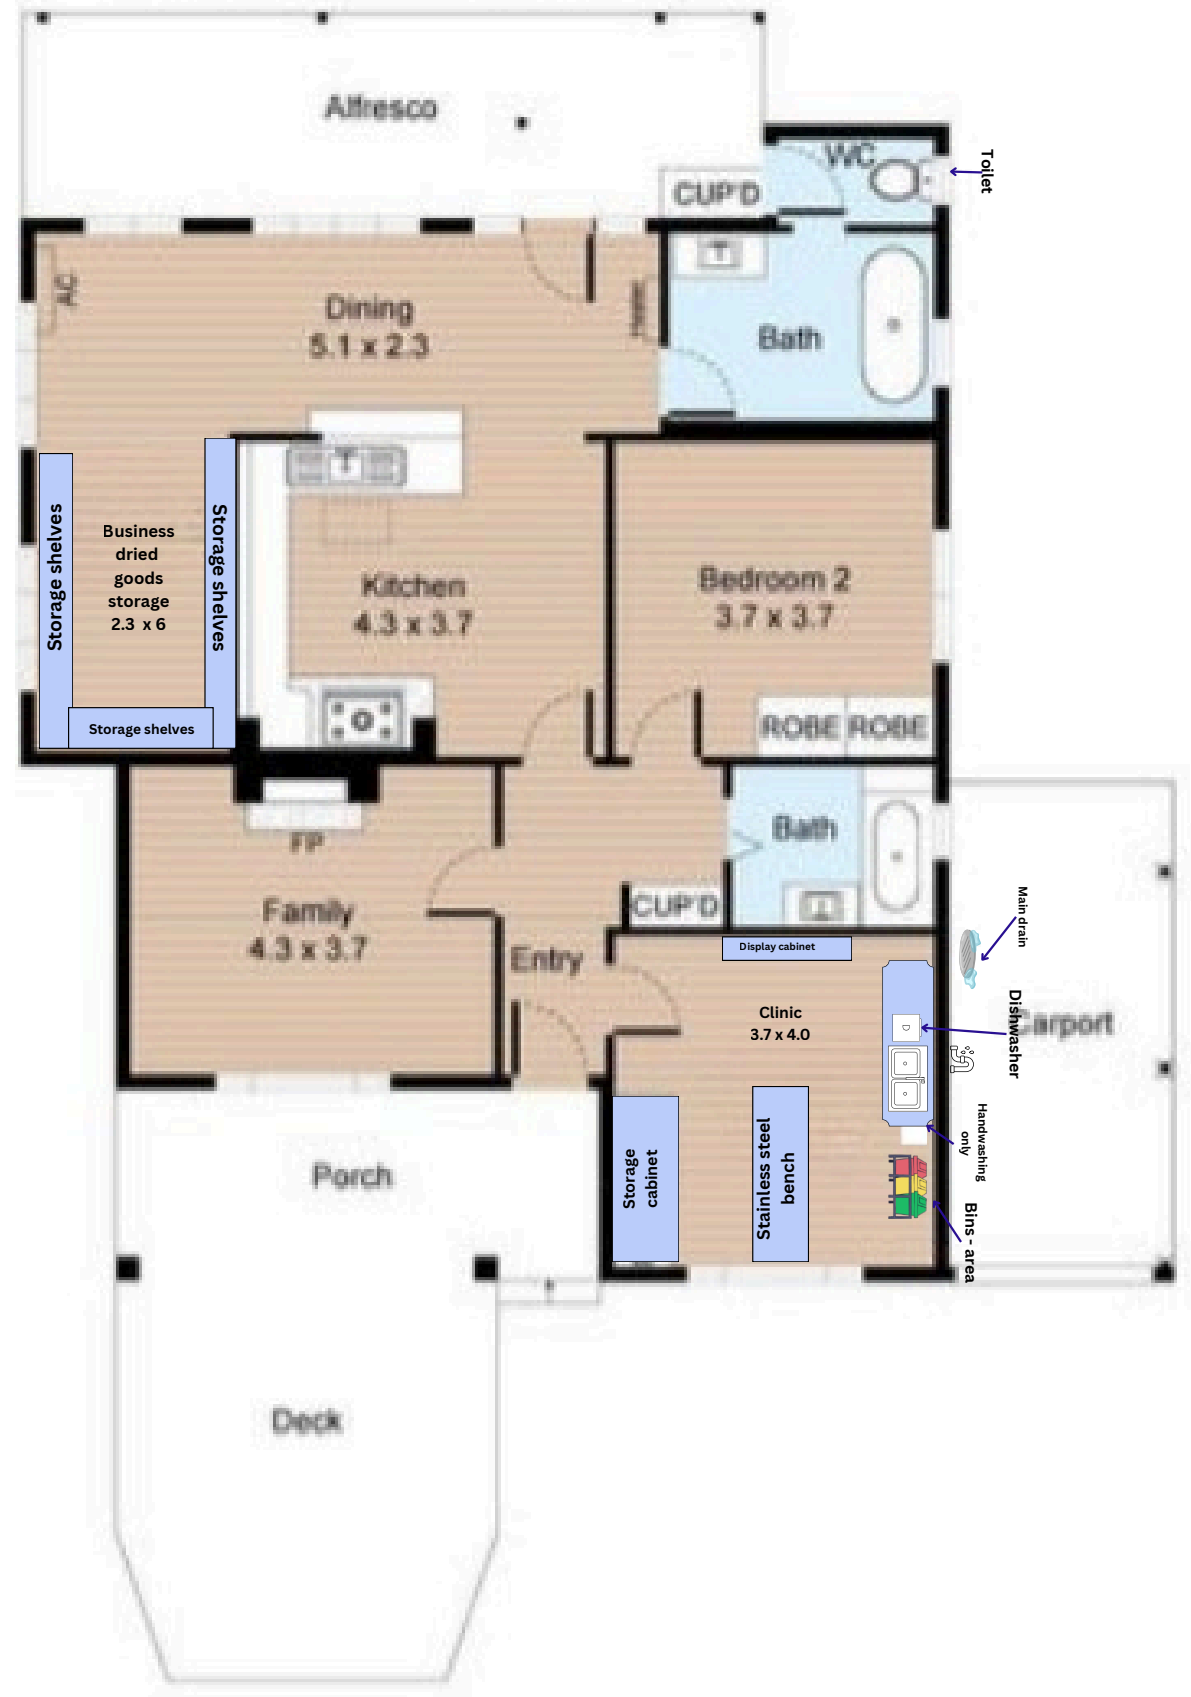 Alfresco
WC
Toilet
CUP'D
AC
Dining
5.1 x 2.3
Heater
Bath
Storage shelves
Business
dried
goods
storage
2.3 x 6
Storage shelves
Storage shelves
Kitchen
4.3 x 3.7
Bedroom 2
3.7 x 3.7
ROBE
ROBE
FP
Family
4.3 x 3.7
Bath
CUP'D
Entry
Display cabinet
Main drain
Clinic
3.7 x 4.0
D
Dishwasher
Carport
Handwashing
only
Storage
cabinet
Stainless steel
bench
Bins - area
Porch
Deck